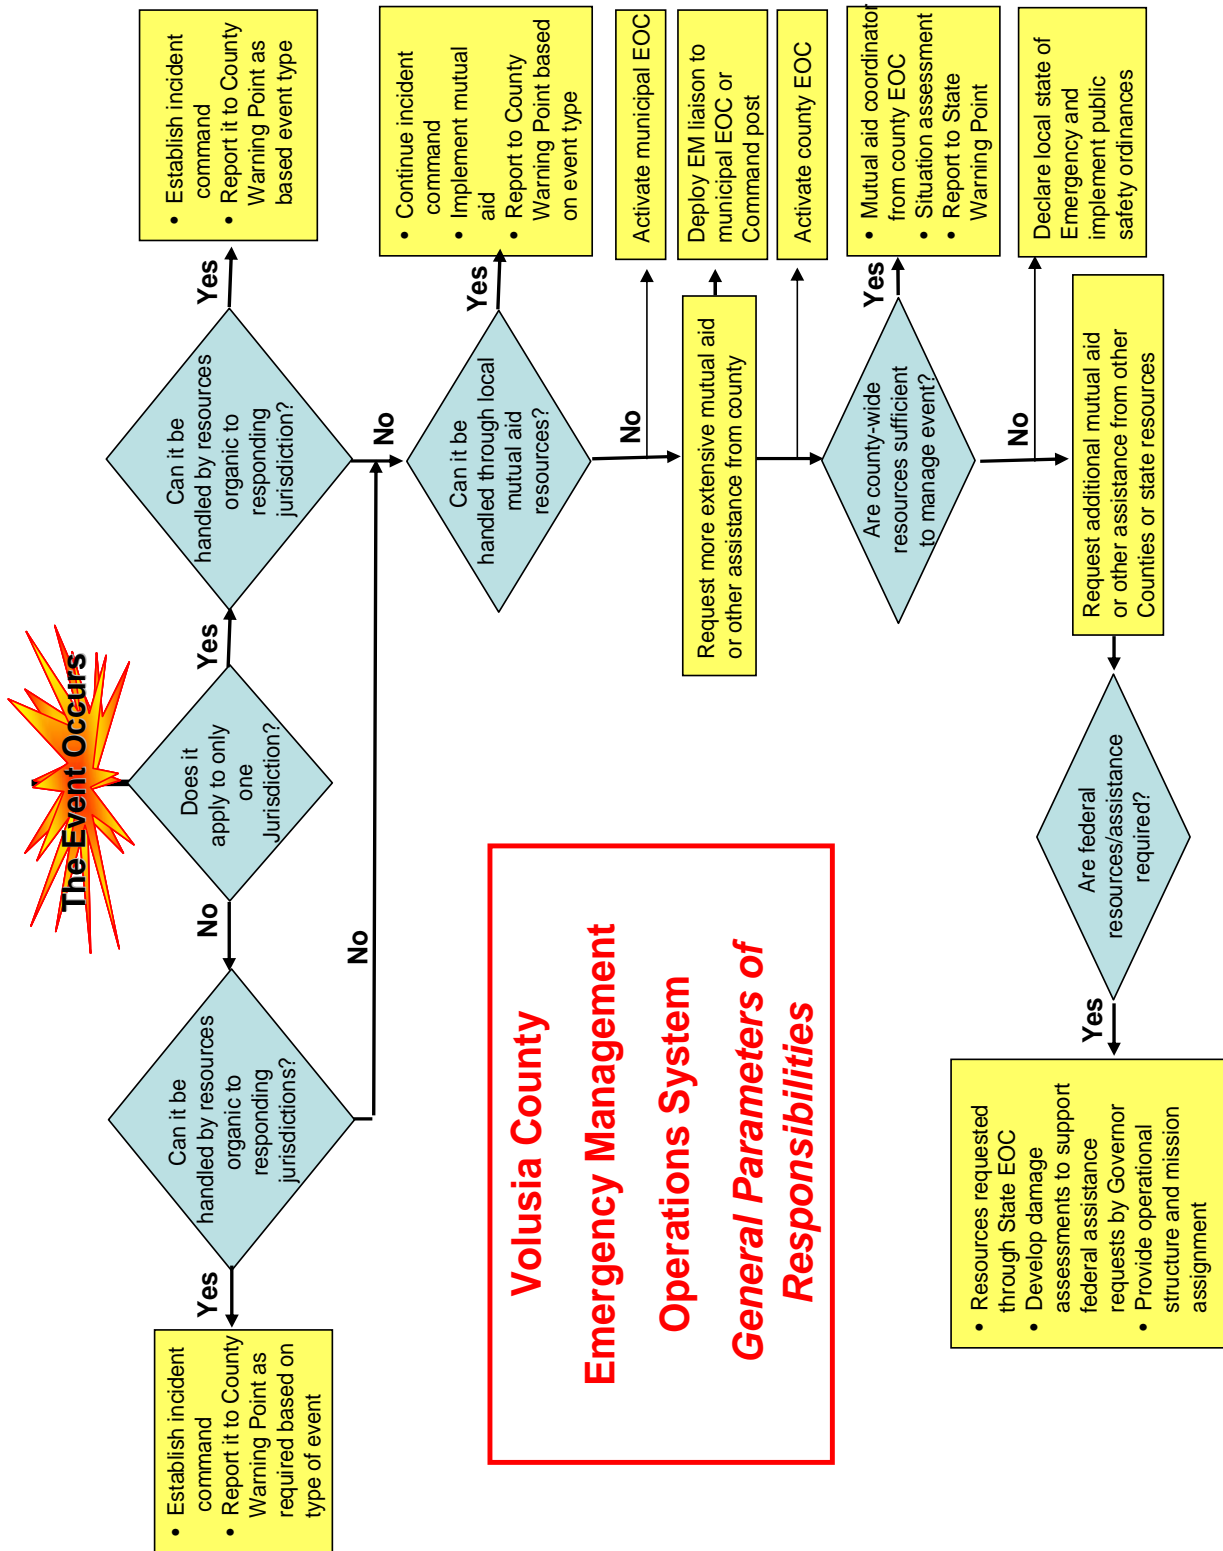 The Event Occurs
Does it
apply to only
one
Jurisdiction?
No
Yes
Can it be
handled by resources
organic to
responding
jurisdictions?
Yes
• Establish incident
command
• Report it to County
Warning Point as
required based on
type of event
No
Can it be
handled by resources
organic to
responding
jurisdiction?
Yes
• Establish incident
command
• Report it to County
Warning Point as
based event type
No
Can it be
handled through local
mutual aid
resources?
Yes
• Continue incident
command
• Implement mutual
aid
• Report to County
Warning Point based
on event type
No
Activate municipal EOC
Request more extensive mutual aid
or other assistance from county
Deploy EM liaison to
municipal EOC or
Command post
Activate county EOC
Are county-wide
resources sufficient
to manage event?
Yes
• Mutual aid coordinator
from county EOC
• Situation assessment
• Report to State
Warning Point
No
Declare local state of
Emergency and
implement public
safety ordinances
Request additional mutual aid
or other assistance from other
Counties or state resources
Are federal
resources/assistance
required?
Yes
• Resources requested
through State EOC
• Develop damage
assessments to support
federal assistance
requests by Governor
• Provide operational
structure and mission
assignment
Volusia County
Emergency Management
Operations System
General Parameters of
Responsibilities